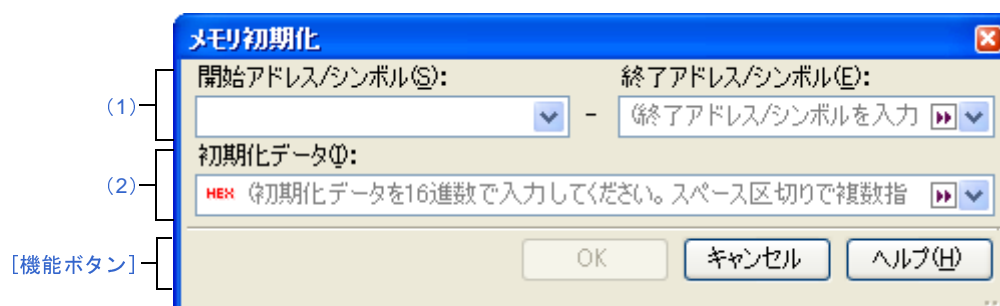 メモリ初期化
開始アドレス/シンボル(S): 終了アドレス/シンボル(E):
(1) - (終了アドレス/シンボルを入力
初期化データ(I):
(2) HEX (初期化データを16進数で入力してください。スペース区切りで複数指
[機能ボタン] OK キャンセル ヘルプ(H)